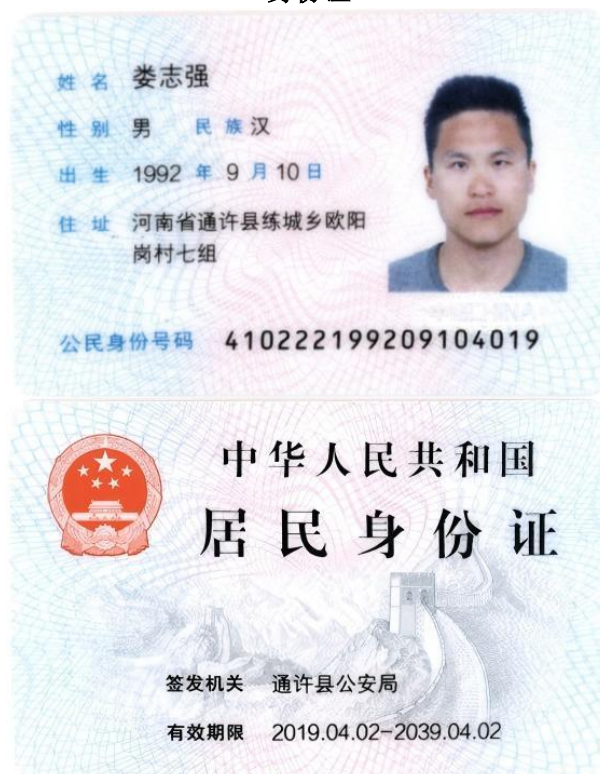 姓名 娄志强
性别 男 民族 汉
出生 1992 年 9 月 10 日
住址 河南省通许县练城乡欧阳
岗村七组
公民身份号码 410222199209104019
中华人民共和国
居民身份证
签发机关 通许县公安局
有效期限 2019.04.02-2039.04.02